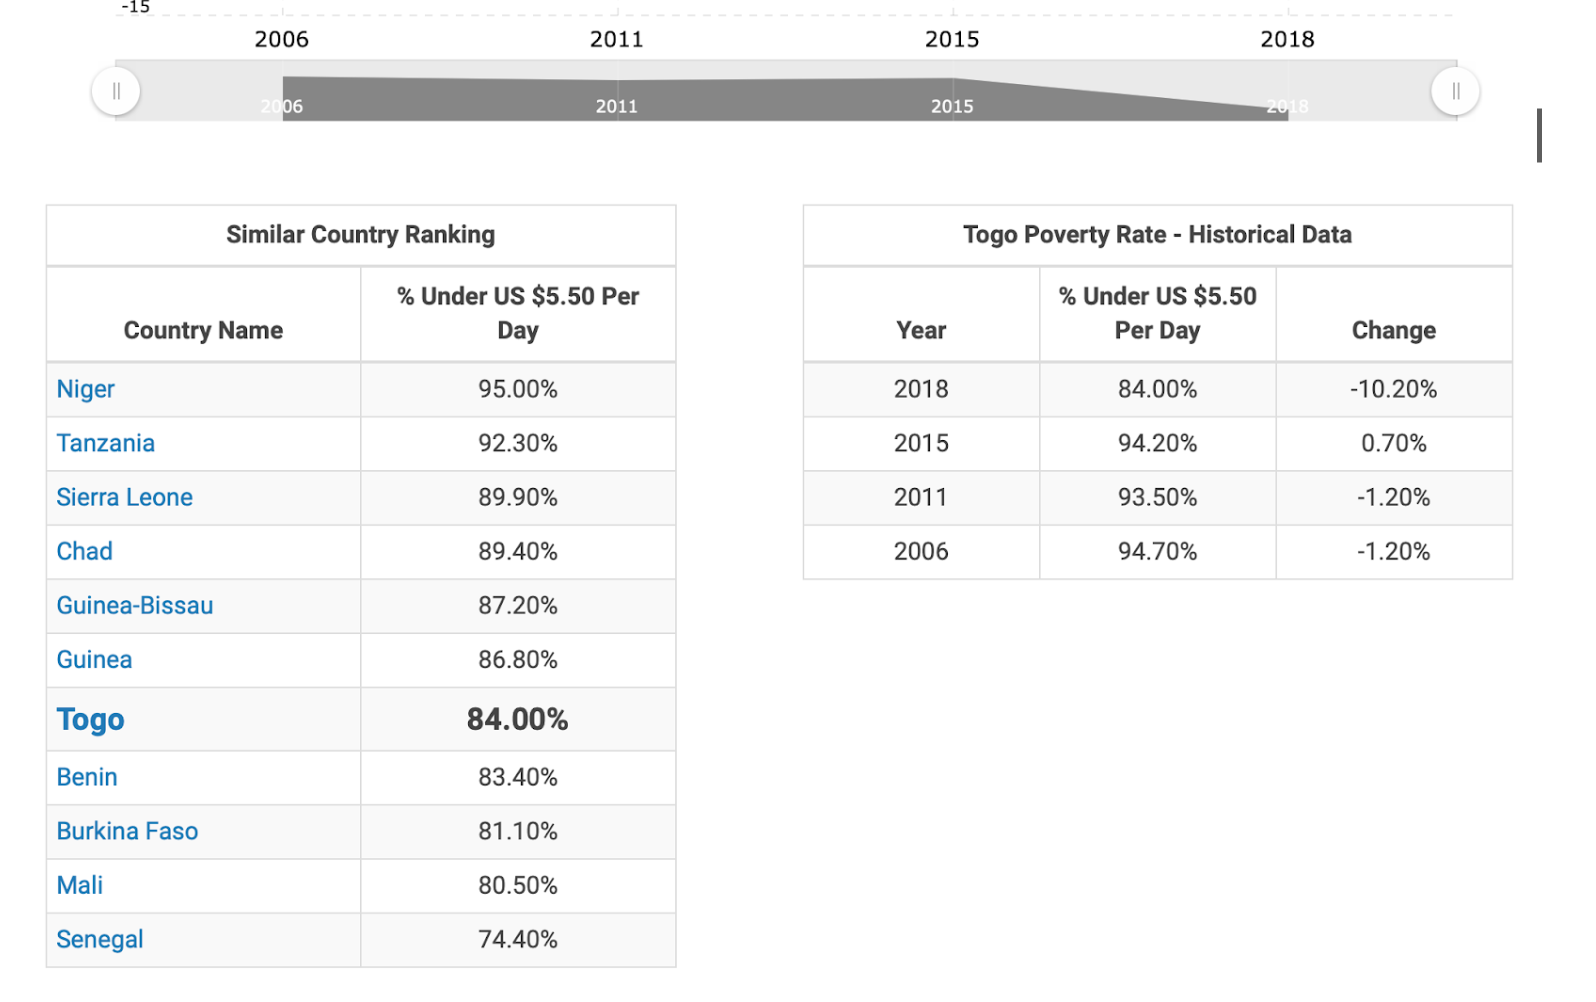 -15
2006 2011 2015 2018
2006 2011 2015 2018
Similar Country Ranking
Country Name % Under US $5.50 Per Day
Niger 95.00%
Tanzania 92.30%
Sierra Leone 89.90%
Chad 89.40%
Guinea-Bissau 87.20%
Guinea 86.80%
Togo 84.00%
Benin 83.40%
Burkina Faso 81.10%
Mali 80.50%
Senegal 74.40%
Togo Poverty Rate - Historical Data
Year % Under US $5.50 Per Day Change
2018 84.00% -10.20%
2015 94.20% 0.70%
2011 93.50% -1.20%
2006 94.70% -1.20%